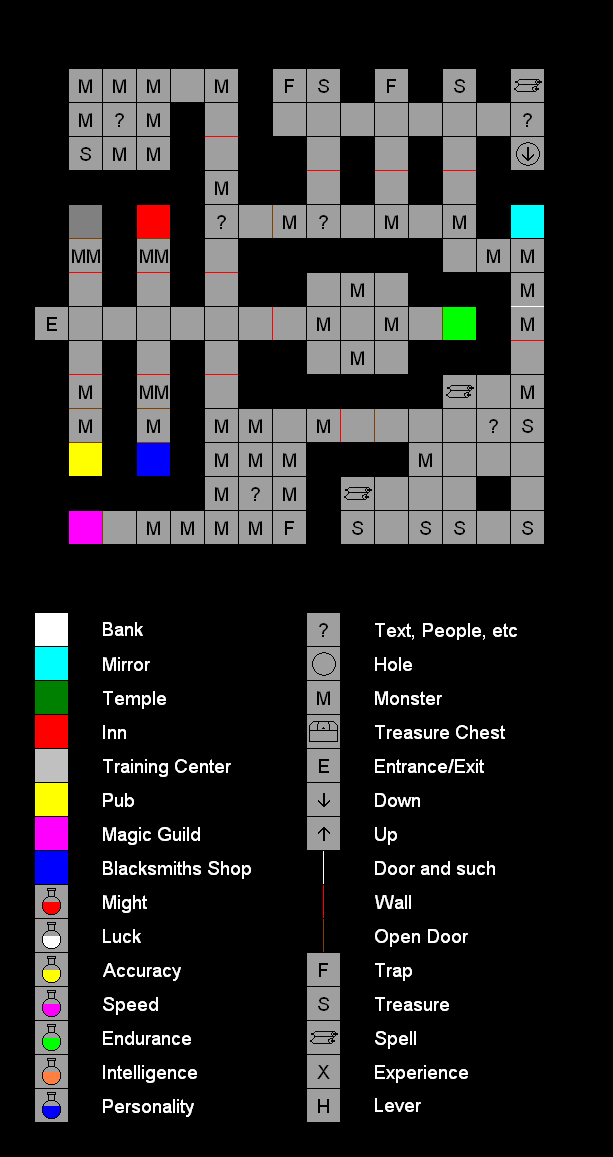 M M M M F S F S
M ? M ?
S M M
M
? M ? M M
MM MM M M
M M
E M M M
M
M MM M
M M M M M ? S
M M M M
M ? M
M M M M F S S S S
Bank ? Text, People, etc
Mirror Hole
Temple M Monster
Inn Treasure Chest
Training Center E Entrance/Exit
Pub Down
Magic Guild Up
Blacksmiths Shop Door and such
Might Wall
Luck Open Door
Accuracy F Trap
Speed S Treasure
Endurance Spell
Intelligence X Experience
Personality H Lever